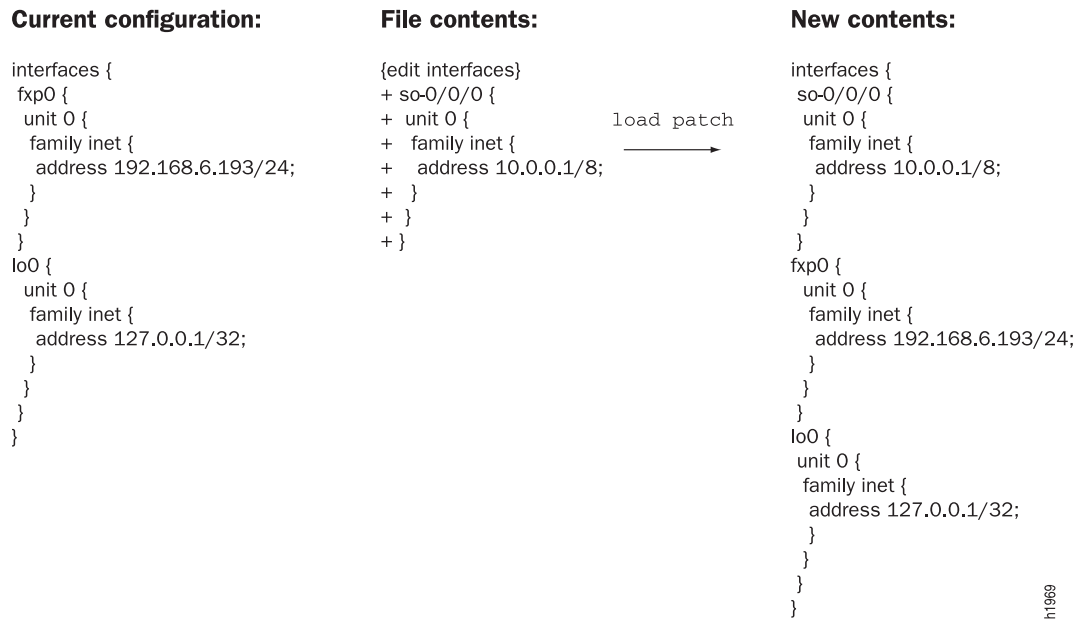 Current configuration:
interfaces {
 fxp0 {
  unit 0 {
   family inet {
    address 192.168.6.193/24;
   }
  }
 }
lo0 {
  unit 0 {
   family inet {
    address 127.0.0.1/32;
   }
  }
 }
}
File contents:
{edit interfaces}
+ so-0/0/0 {
+  unit 0 {
+   family inet {
+    address 10.0.0.1/8;
+   }
+  }
+ }
load patch
New contents:
interfaces {
 so-0/0/0 {
  unit 0 {
   family inet {
    address 10.0.0.1/8;
   }
  }
 }
fxp0 {
  unit 0 {
   family inet {
    address 192.168.6.193/24;
   }
  }
 }
lo0 {
 unit 0 {
  family inet {
   address 127.0.0.1/32;
   }
  }
 }
}
h1969